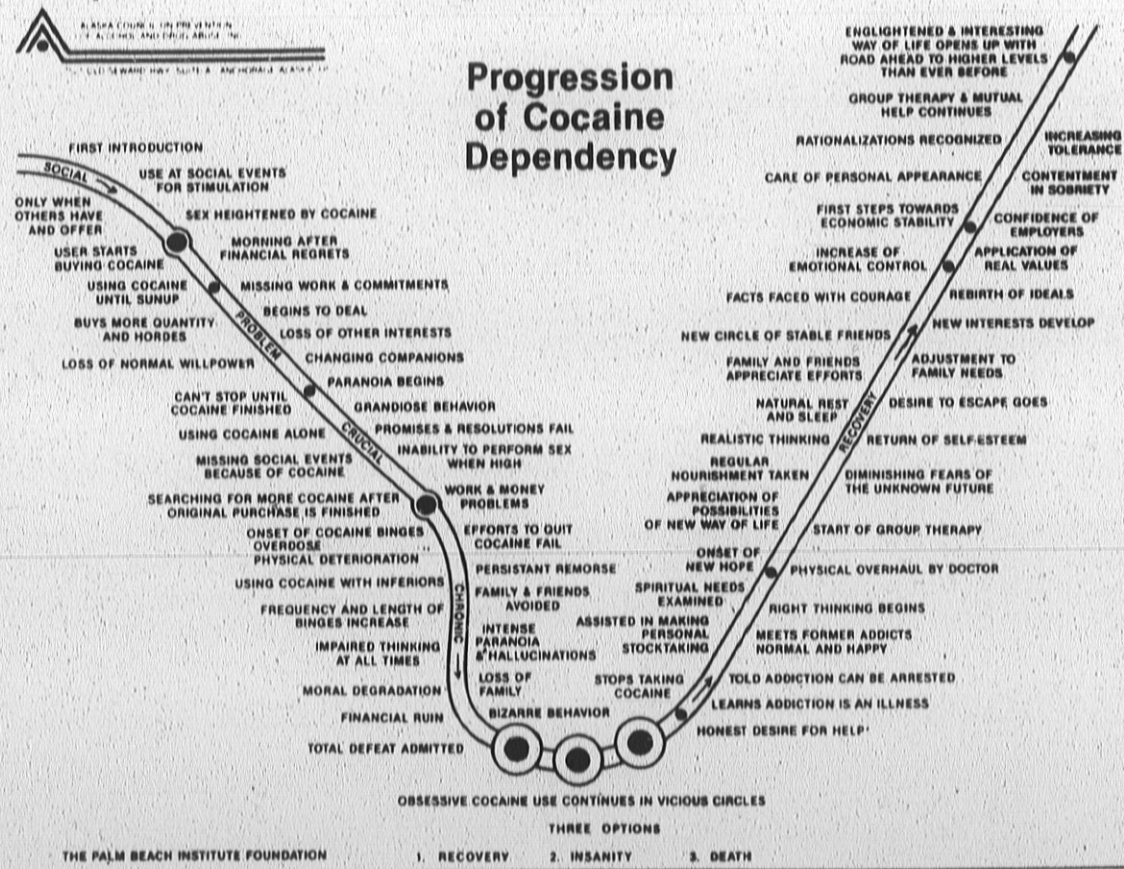 ALASKA COUNCIL ON PREVENTION
OF ALCOHOL AND DRUG ABUSE INC.
SEWARD HWY. SUITE A ANCHORAGE ALASKA
Progression
of Cocaine
Dependency
FIRST INTRODUCTION
SOCIAL
USE AT SOCIAL EVENTS
FOR STIMULATION
ONLY WHEN
OTHERS HAVE
AND OFFER
SEX HEIGHTENED BY COCAINE
USER STARTS
BUYING COCAINE
MORNING AFTER
FINANCIAL REGRETS
USING COCAINE
UNTIL SUNUP
MISSING WORK & COMMITMENTS
BEGINS TO DEAL
BUYS MORE QUANTITY
AND HORDES
PROBLEM
LOSS OF OTHER INTERESTS
LOSS OF NORMAL WILLPOWER
CHANGING COMPANIONS
PARANOIA BEGINS
CAN'T STOP UNTIL
COCAINE FINISHED
GRANDIOSE BEHAVIOR
USING COCAINE ALONE
CRUCIAL
PROMISES & RESOLUTIONS FAIL
INABILITY TO PERFORM SEX
WHEN HIGH
MISSING SOCIAL EVENTS
BECAUSE OF COCAINE
SEARCHING FOR MORE COCAINE AFTER
ORIGINAL PURCHASE IS FINISHED
WORK & MONEY
PROBLEMS
ONSET OF COCAINE BINGES
OVERDOSE
EFFORTS TO QUIT
COCAINE FAIL
PHYSICAL DETERIORATION
PERSISTANT REMORSE
USING COCAINE WITH INFERIORS
CHRONIC
FAMILY & FRIENDS
AVOIDED
FREQUENCY AND LENGTH OF
BINGES INCREASE
INTENSE
PARANOIA
& HALLUCINATIONS
IMPAIRED THINKING
AT ALL TIMES
LOSS OF
FAMILY
MORAL DEGRADATION
BIZARRE BEHAVIOR
FINANCIAL RUIN
TOTAL DEFEAT ADMITTED
ENGLIGHTENED & INTERESTING
WAY OF LIFE OPENS UP WITH
ROAD AHEAD TO HIGHER LEVELS
THAN EVER BEFORE
GROUP THERAPY & MUTUAL
HELP CONTINUES
RATIONALIZATIONS RECOGNIZED
INCREASING
TOLERANCE
CARE OF PERSONAL APPEARANCE
CONTENTMENT
IN SOBRIETY
FIRST STEPS TOWARDS
ECONOMIC STABILITY
CONFIDENCE OF
EMPLOYERS
INCREASE OF
EMOTIONAL CONTROL
APPLICATION OF
REAL VALUES
FACTS FACED WITH COURAGE
REBIRTH OF IDEALS
NEW CIRCLE OF STABLE FRIENDS
NEW INTERESTS DEVELOP
FAMILY AND FRIENDS
APPRECIATE EFFORTS
ADJUSTMENT TO
FAMILY NEEDS
NATURAL REST
AND SLEEP
RECOVERY
DESIRE TO ESCAPE GOES
REALISTIC THINKING
RETURN OF SELF-ESTEEM
REGULAR
NOURISHMENT TAKEN
DIMINISHING FEARS OF
THE UNKNOWN FUTURE
APPRECIATION OF
POSSIBILITIES
OF NEW WAY OF LIFE
START OF GROUP THERAPY
ONSET OF
NEW HOPE
PHYSICAL OVERHAUL BY DOCTOR
SPIRITUAL NEEDS
EXAMINED
RIGHT THINKING BEGINS
ASSISTED IN MAKING
PERSONAL
STOCKTAKING
MEETS FORMER ADDICTS
NORMAL AND HAPPY
STOPS TAKING
COCAINE
TOLD ADDICTION CAN BE ARRESTED
LEARNS ADDICTION IS AN ILLNESS
HONEST DESIRE FOR HELP
OBSESSIVE COCAINE USE CONTINUES IN VICIOUS CIRCLES
THREE OPTIONS
THE PALM BEACH INSTITUTE FOUNDATION
1. RECOVERY 2. INSANITY 3. DEATH